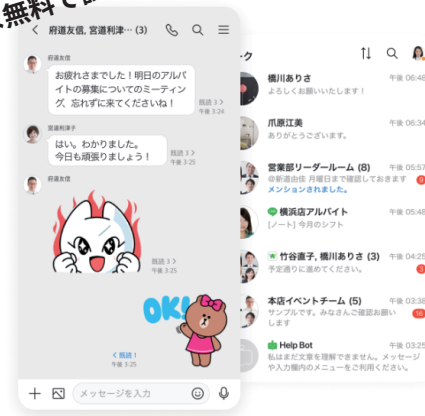 府道友信, 宮道利津… (3)
府道友信
お疲れさまでした！明日のアルバ
イトの募集についてのミーティン
グ、忘れずに来てくださいね！
既読 3
午後 3:24
宮道利津子
はい。わかりました。
今日も頑張りましょう！
既読 3
午後 3:25
府道友信
既読 3
午後 3:25
OK!
既読 1
午後 3:25
メッセージを入力
ーク
橋川ありさ
午後 06:48
よろしくお願いいたします！
爪原江美
午後 06:34
ありがとうございます。
営業部リーダールーム (8)
午後 05:57
@新道由佳 月曜日まで確認しておきます
メンションされました。
横浜店アルバイト
午後 05:48
[ノート] 今月のシフト
竹谷直子, 橋川ありさ (3)
午後 04:25
予定通りに進めてください。
3
本店イベントチーム (5)
午後 03:38
サンプルです。みなさんご確認お願い
します
16
Help Bot
午後 03:25
私はまだ文章を理解できません。メッセージ
や入力欄内のメニューをご利用ください。